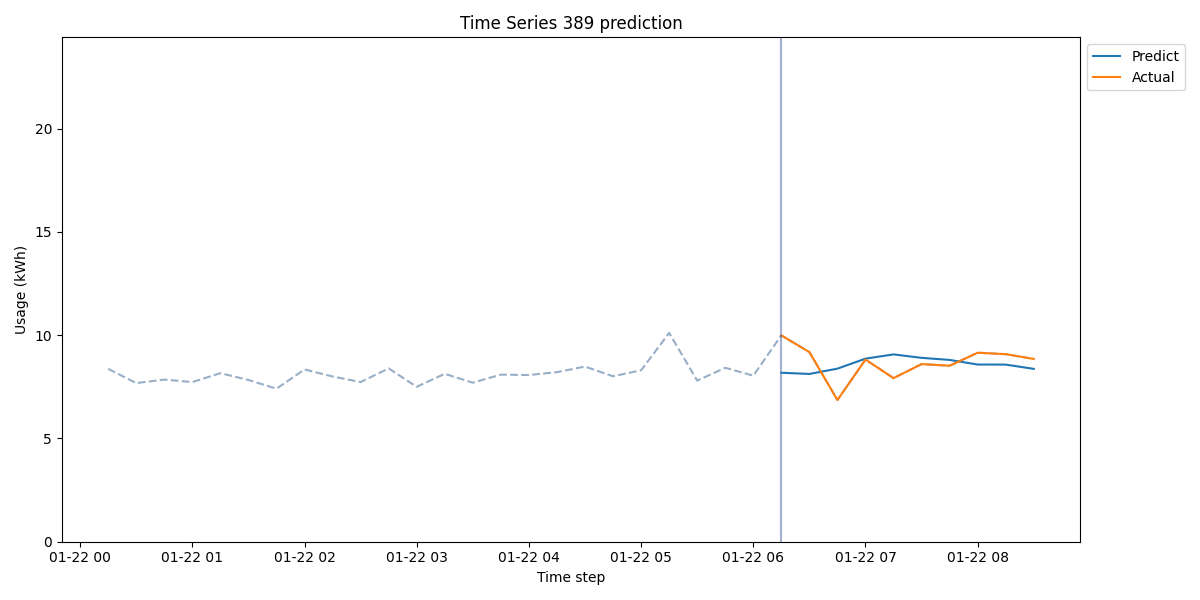 Time Series 389 prediction
Predict
Actual
Usage (kWh)
20
15
10
5
0
01-22 00 01-22 01 01-22 02 01-22 03 01-22 04 01-22 05 01-22 06 01-22 07 01-22 08
Time step